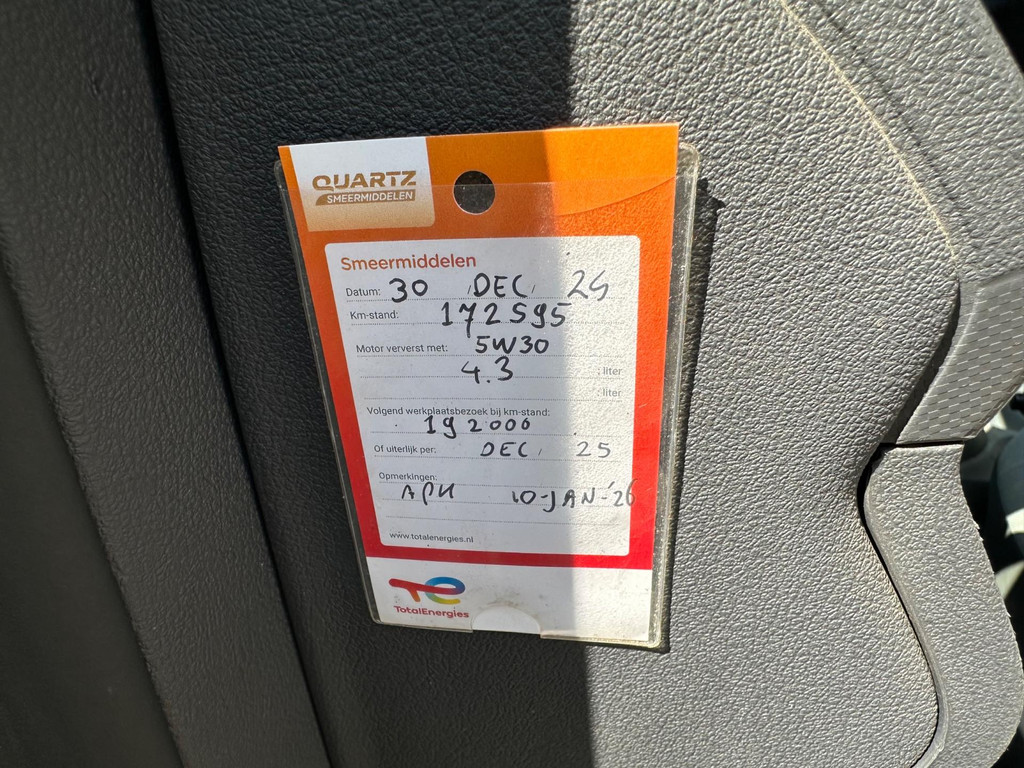 QUARTZ
SMEERMIDDELEN
Smeermiddelen
Datum: 30 DEC 24
Km-stand: 172595
Motor ververst met: 5W30
4.3 : liter
: liter
Volgend werkplaatsbezoek bij km-stand:
192000
Of uiterlijk per: DEC 25
Opmerkingen:
APK 10-JAN-'26
www.totalenergies.nl
TotalEnergies